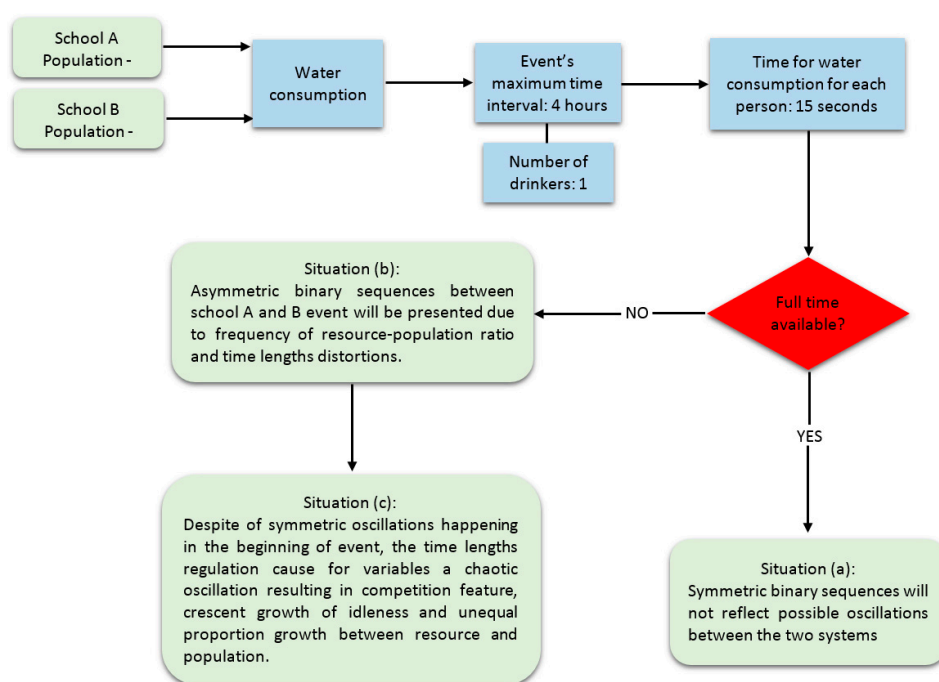 School A
Population -
School B
Population -
Water
consumption
Event’s
maximum time
interval: 4 hours
Number of
drinkers: 1
Time for water
consumption for each
person: 15 seconds
Full time
available?
NO
YES
Situation (b):
Asymmetric binary sequences between
school A and B event will be presented due
to frequency of resource-population ratio
and time lengths distortions.
Situation (c):
Despite of symmetric oscillations happening
in the beginning of event, the time lengths
regulation cause for variables a chaotic
oscillation resulting in competition feature,
crescent growth of idleness and unequal
proportion growth between resource and
population.
Situation (a):
Symmetric binary sequences will
not reflect possible oscillations
between the two systems